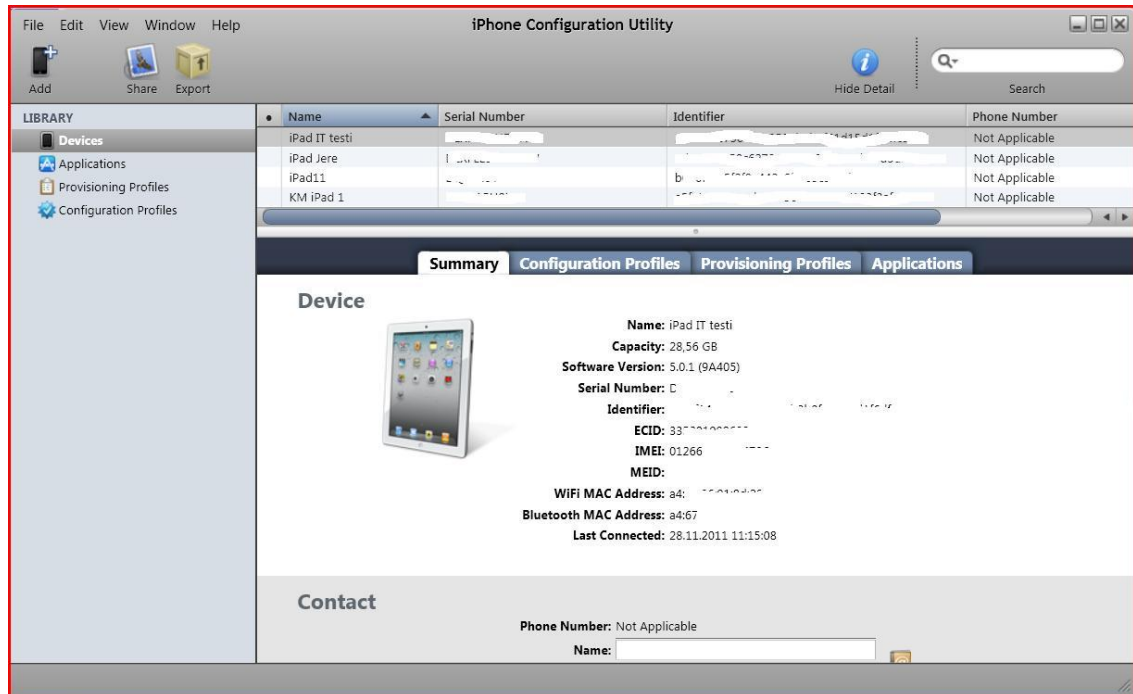 iPhone Configuration Utility
File Edit View Window Help
Add Share Export Hide Detail Search
LIBRARY
Devices
Applications
Provisioning Profiles
Configuration Profiles
Name Serial Number Identifier Phone Number
iPad IT testi Not Applicable
iPad Jere Not Applicable
iPad11 Not Applicable
KM iPad 1 Not Applicable
Summary Configuration Profiles Provisioning Profiles Applications
Device
Name: iPad IT testi
Capacity: 28,56 GB
Software Version: 5.0.1 (9A405)
Serial Number:
Identifier:
ECID:
IMEI: 01266
MEID:
WiFi MAC Address: a4:
Bluetooth MAC Address: a4:67
Last Connected: 28.11.2011 11:15:08
Contact
Phone Number: Not Applicable
Name: